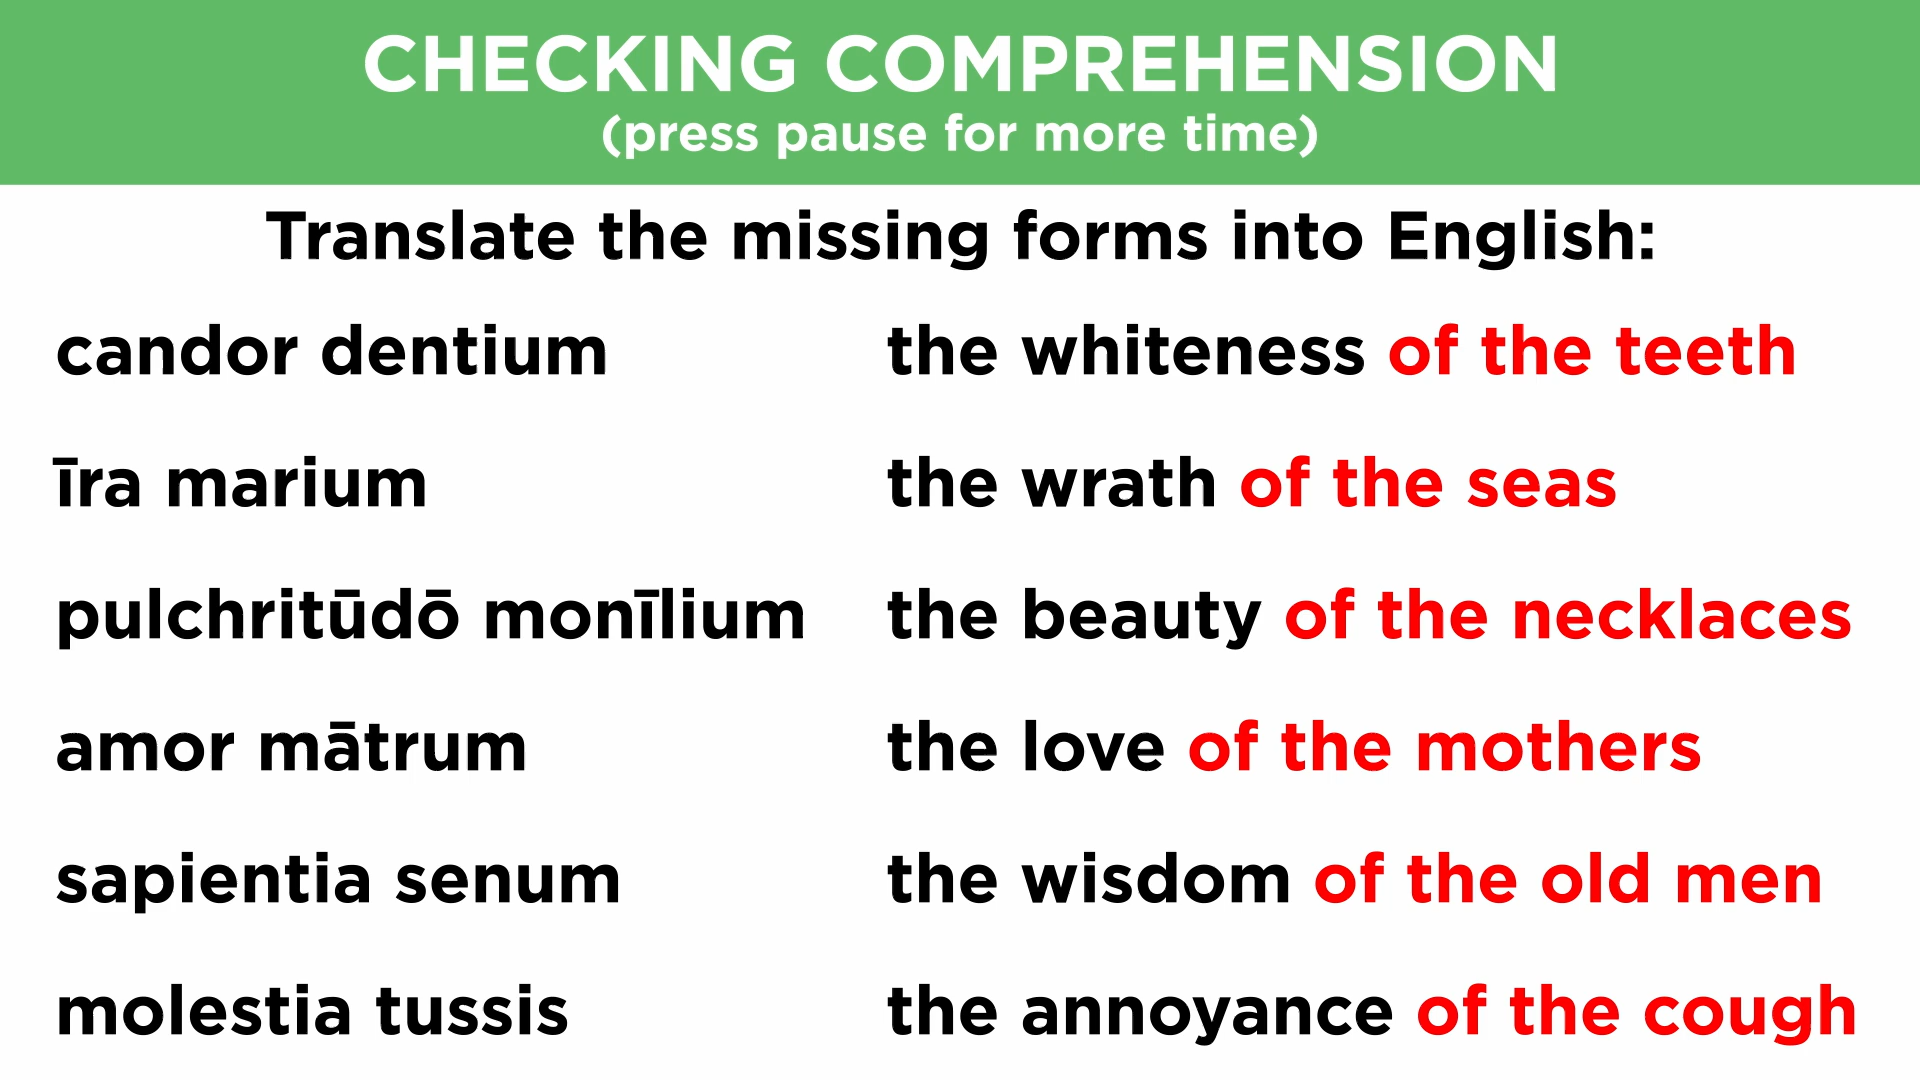 CHECKING COMPREHENSION
(press pause for more time)
Translate the missing forms into English:
candor dentium the whiteness of the teeth
īra marium the wrath of the seas
pulchritūdō monīlium the beauty of the necklaces
amor mātrum the love of the mothers
sapientia senum the wisdom of the old men
molestia tussis the annoyance of the cough